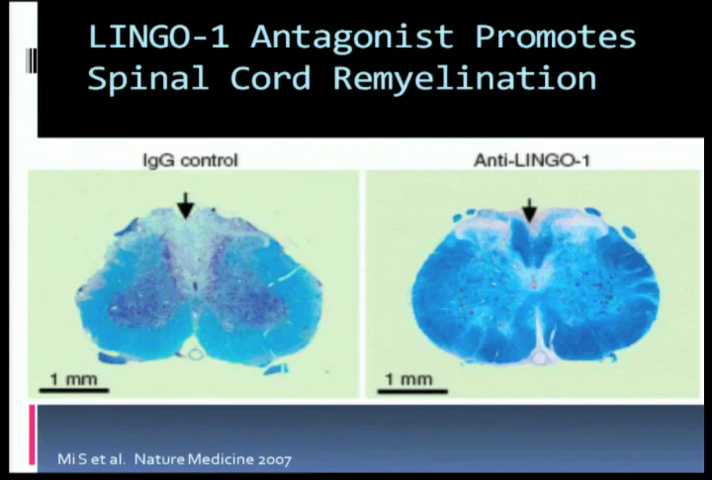 LINGO-1 Antagonist Promotes
Spinal Cord Remyelination
IgG control
Anti-LINGO-1
1 mm
1 mm
Mi S et al. Nature Medicine 2007